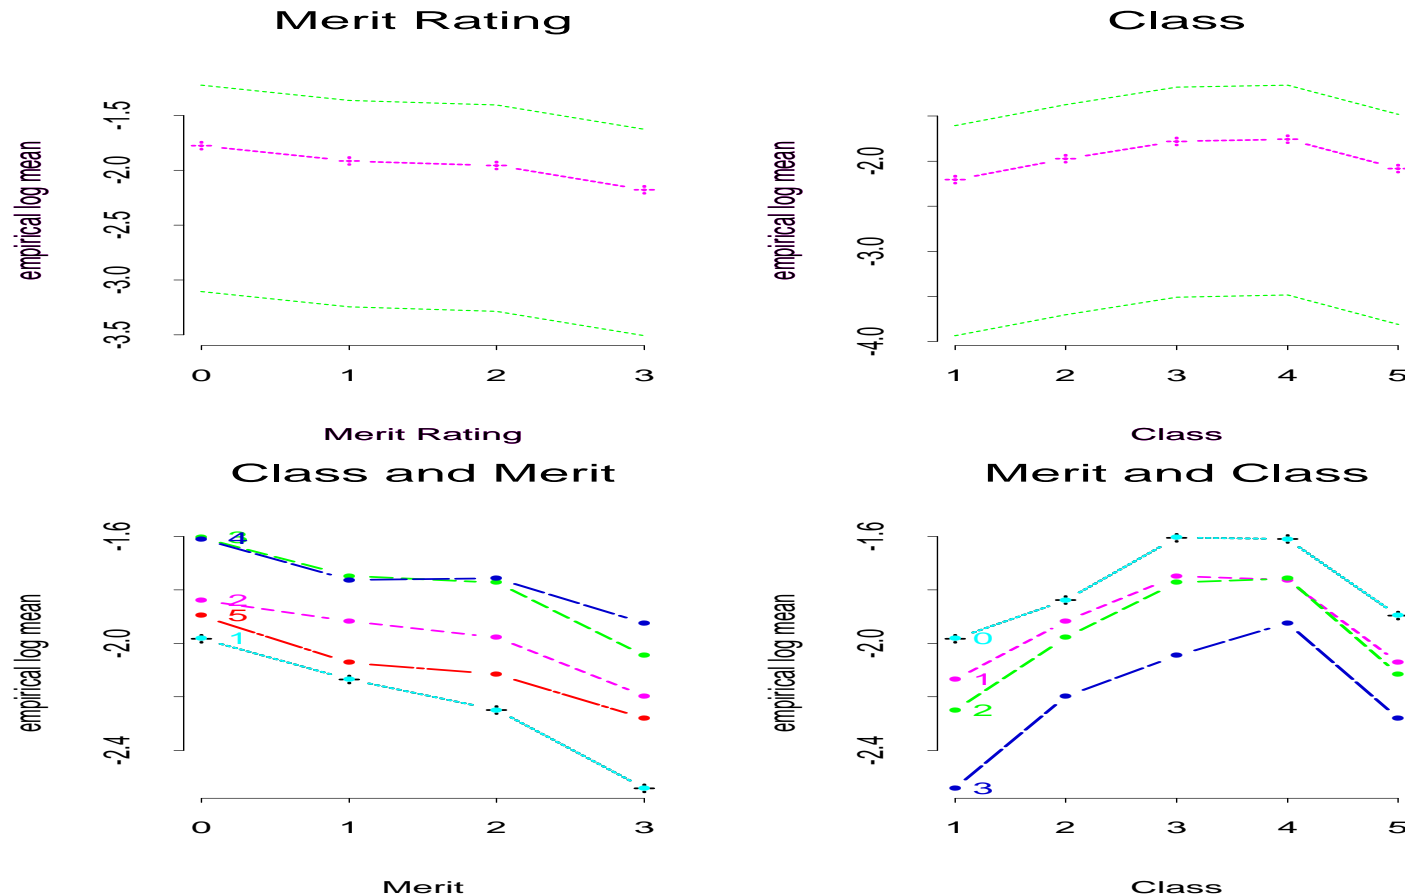 Merit Rating
empirical log mean
-1.5
-2.0
-2.5
-3.0
-3.5
0 1 2 3
Merit Rating
Class
empirical log mean
-2.0
-3.0
-4.0
1 2 3 4 5
Class
Class and Merit
empirical log mean
-1.6
-2.0
-2.4
3
4
2
5
1
0 1 2 3
Merit
Merit and Class
empirical log mean
-1.6
-2.0
-2.4
0
1
2
3
1 2 3 4 5
Class